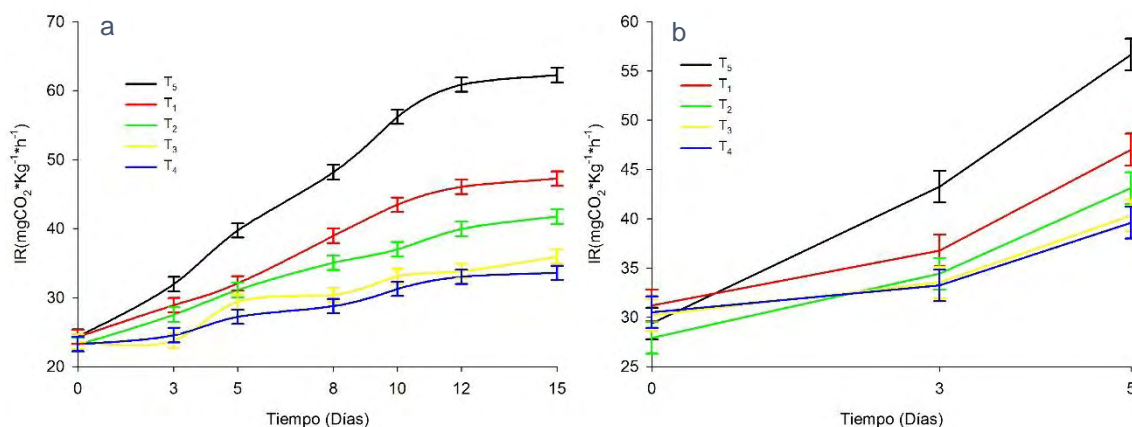 a
70
60
50
40
30
20
IR(mgCO₂*Kg⁻¹*h⁻¹)
T₅
T₁
T₂
T₃
T₄
0 3 5 8 10 12 15
Tiempo (Días)
b
60
55
50
45
40
35
30
25
IR(mgCO₂*Kg⁻¹*h⁻¹)
T₅
T₁
T₂
T₃
T₄
0 3 5
Tiempo (Días)